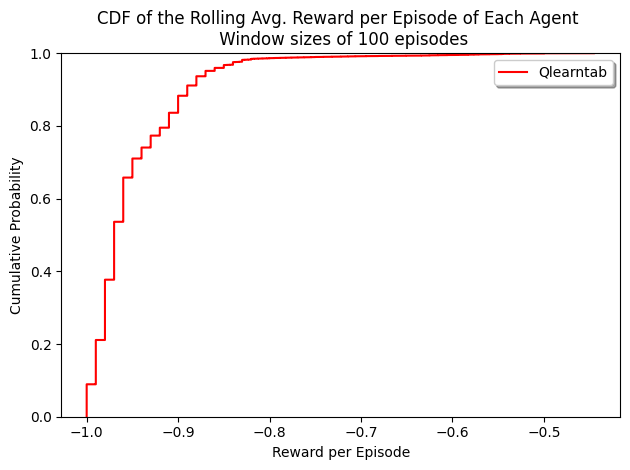 CDF of the Rolling Avg. Reward per Episode of Each Agent
Window sizes of 100 episodes
Qlearntab
Cumulative Probability
1.0
0.8
0.6
0.4
0.2
0.0
−1.0 −0.9 −0.8 −0.7 −0.6 −0.5
Reward per Episode